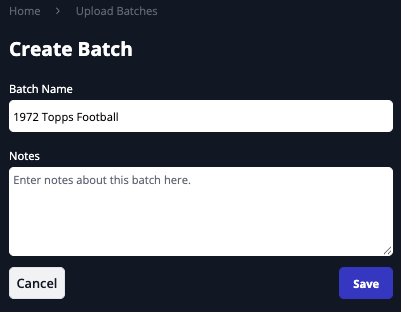 Home > Upload Batches
Create Batch
Batch Name
1972 Topps Football
Notes
Enter notes about this batch here.
Cancel Save